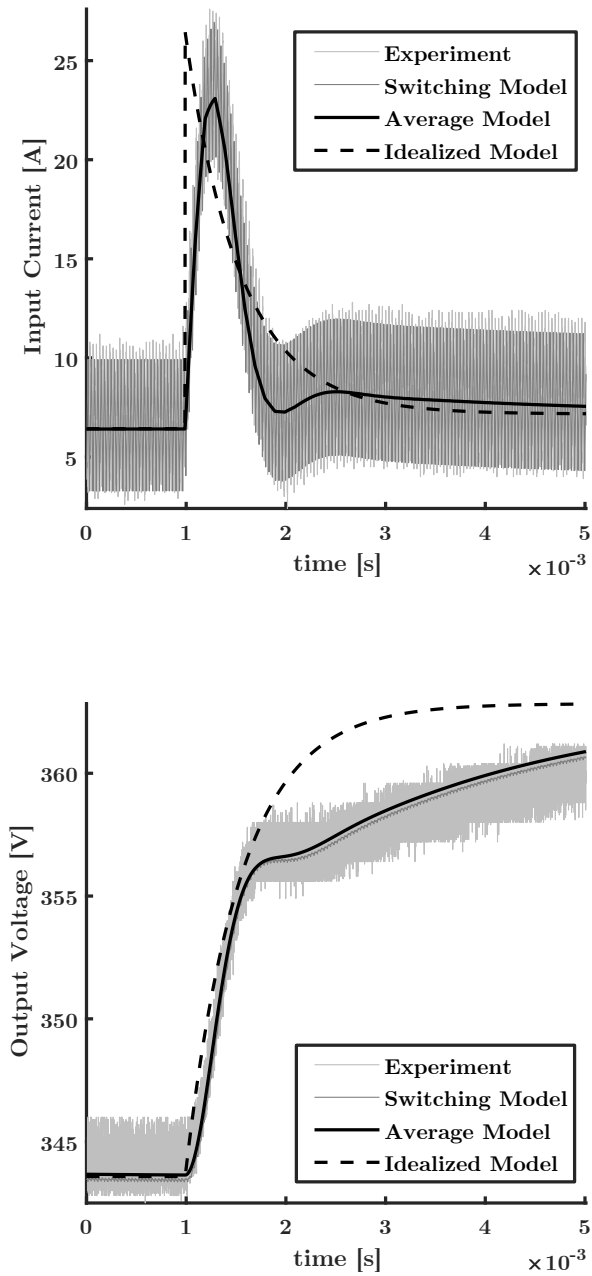 25
20
15
10
5
Input Current [A]
Experiment
Switching Model
Average Model
Idealized Model
0 1 2 3 4 5
time [s]
×10-3
360
355
350
345
Output Voltage [V]
Experiment
Switching Model
Average Model
Idealized Model
0 1 2 3 4 5
time [s]
×10-3